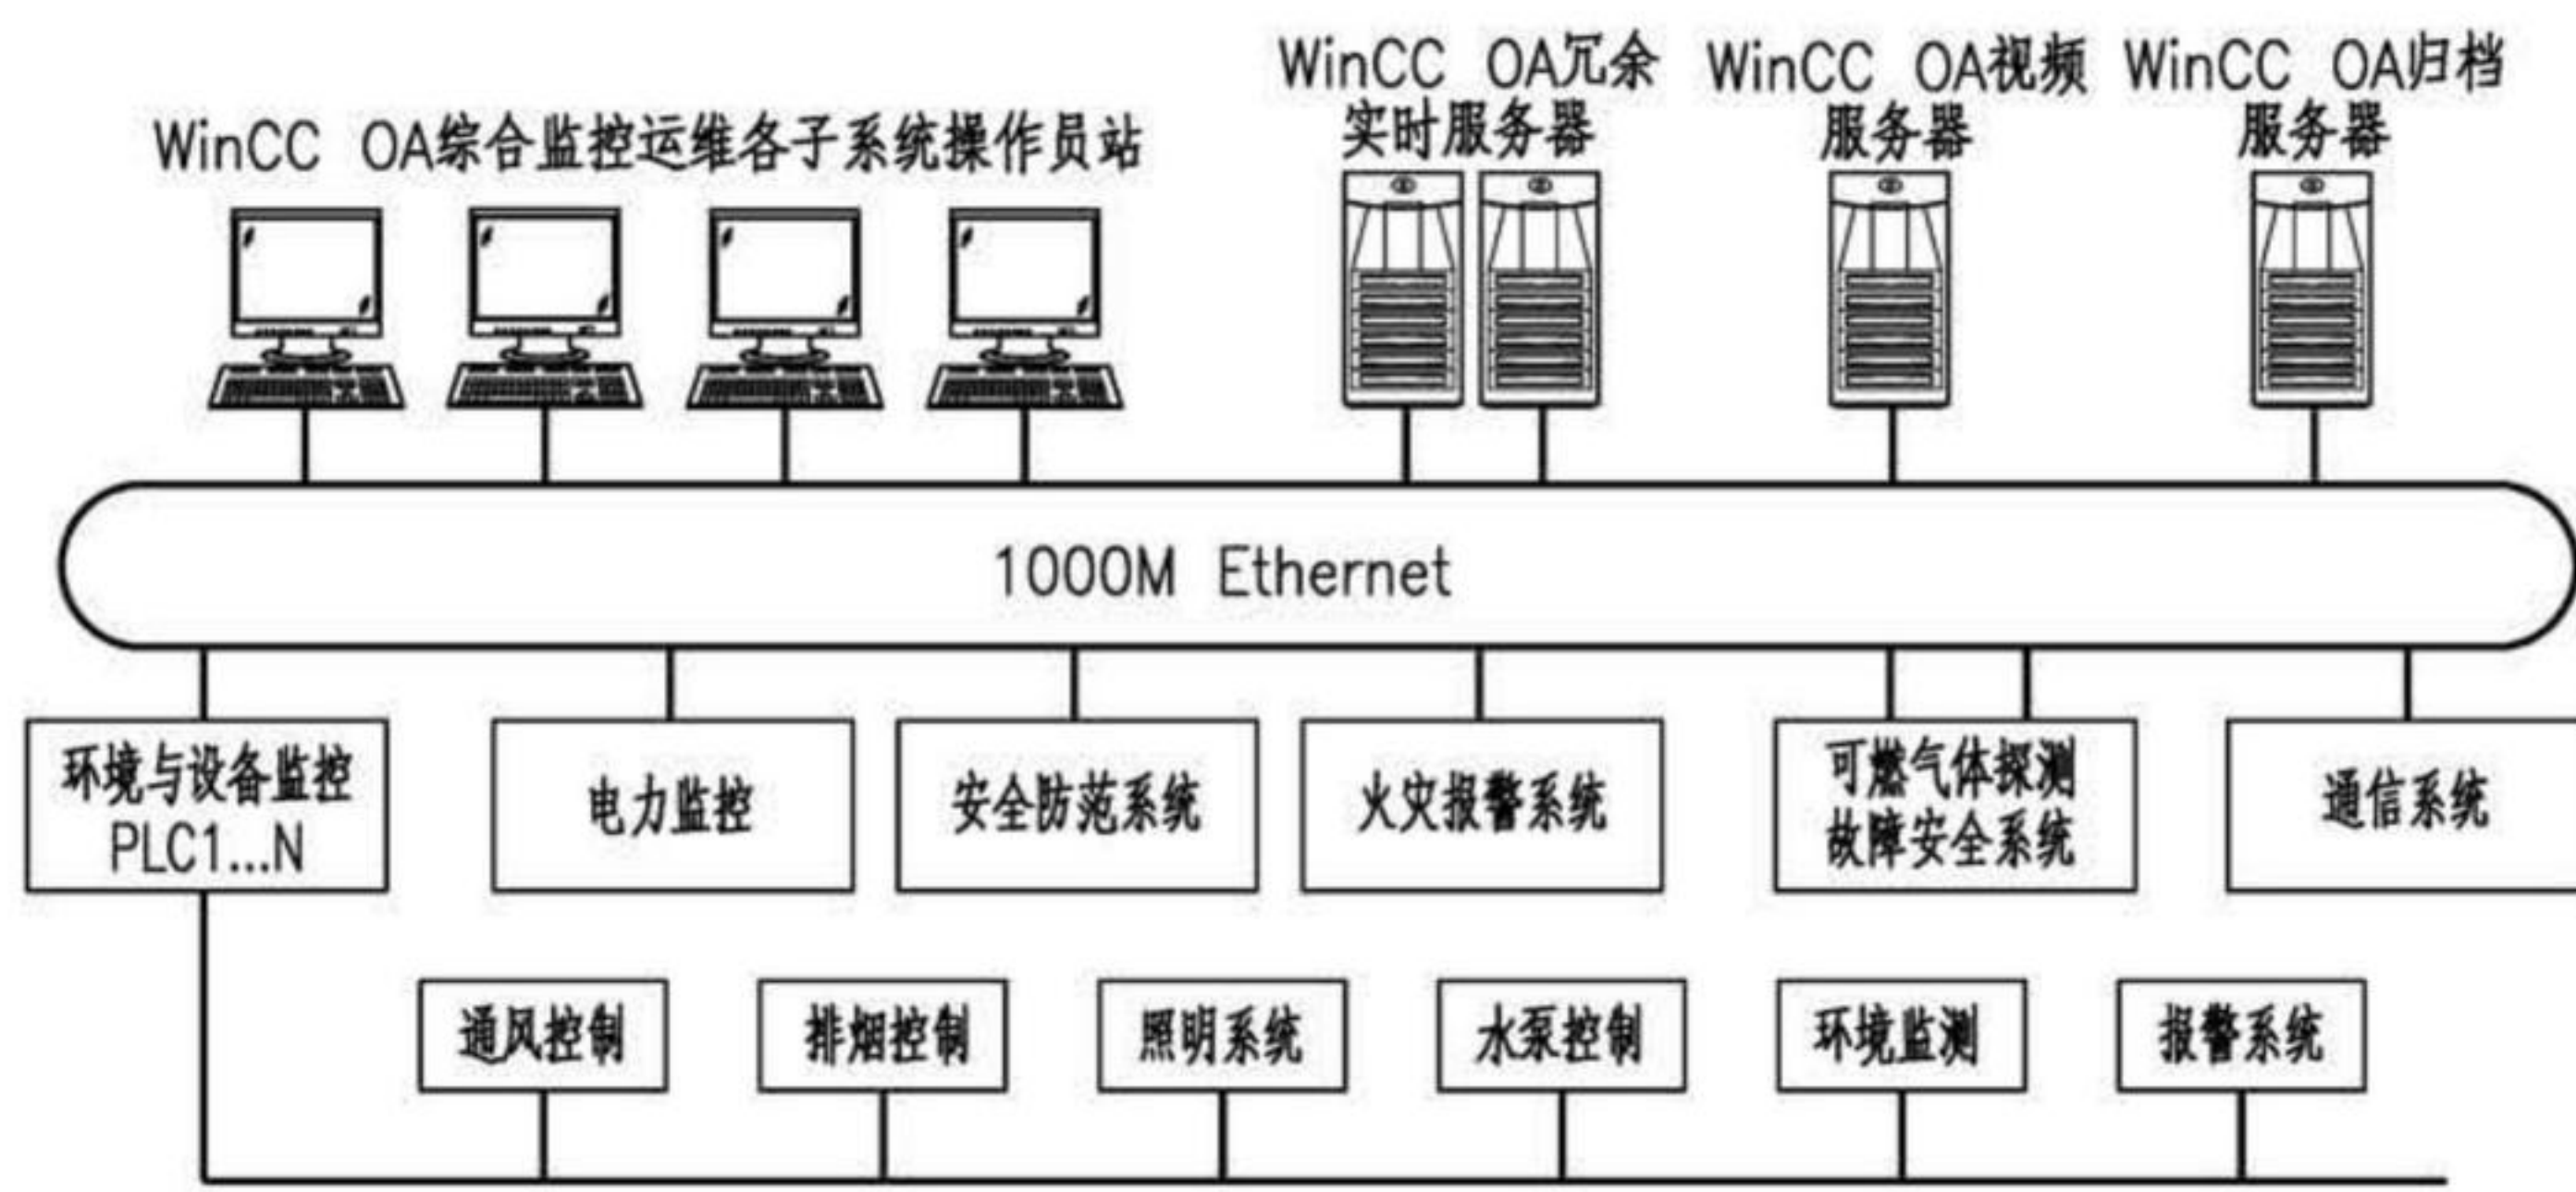 WinCC OA综合监控运维各子系统操作员站
WinCC OA冗余
实时服务器
WinCC OA视频
服务器
WinCC OA归档
服务器
1000M Ethernet
环境与设备监控
PLC1...N
电力监控
安全防范系统
火灾报警系统
可燃气体探测
故障安全系统
通信系统
通风控制
排烟控制
照明系统
水泵控制
环境监测
报警系统